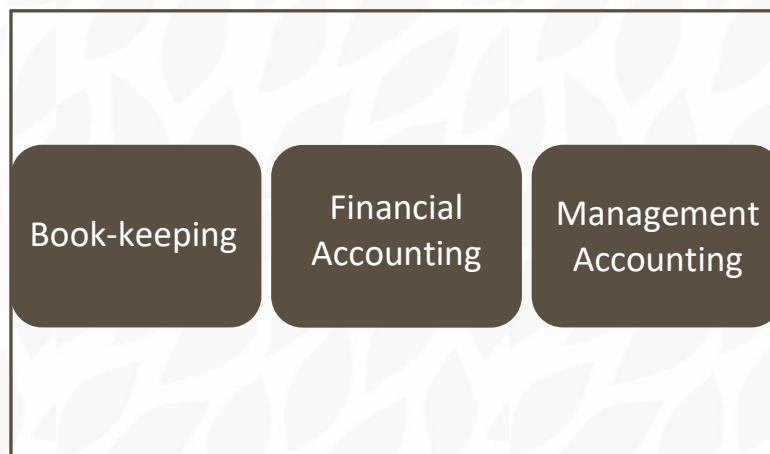 Book-keeping
Financial
Accounting
Management
Accounting